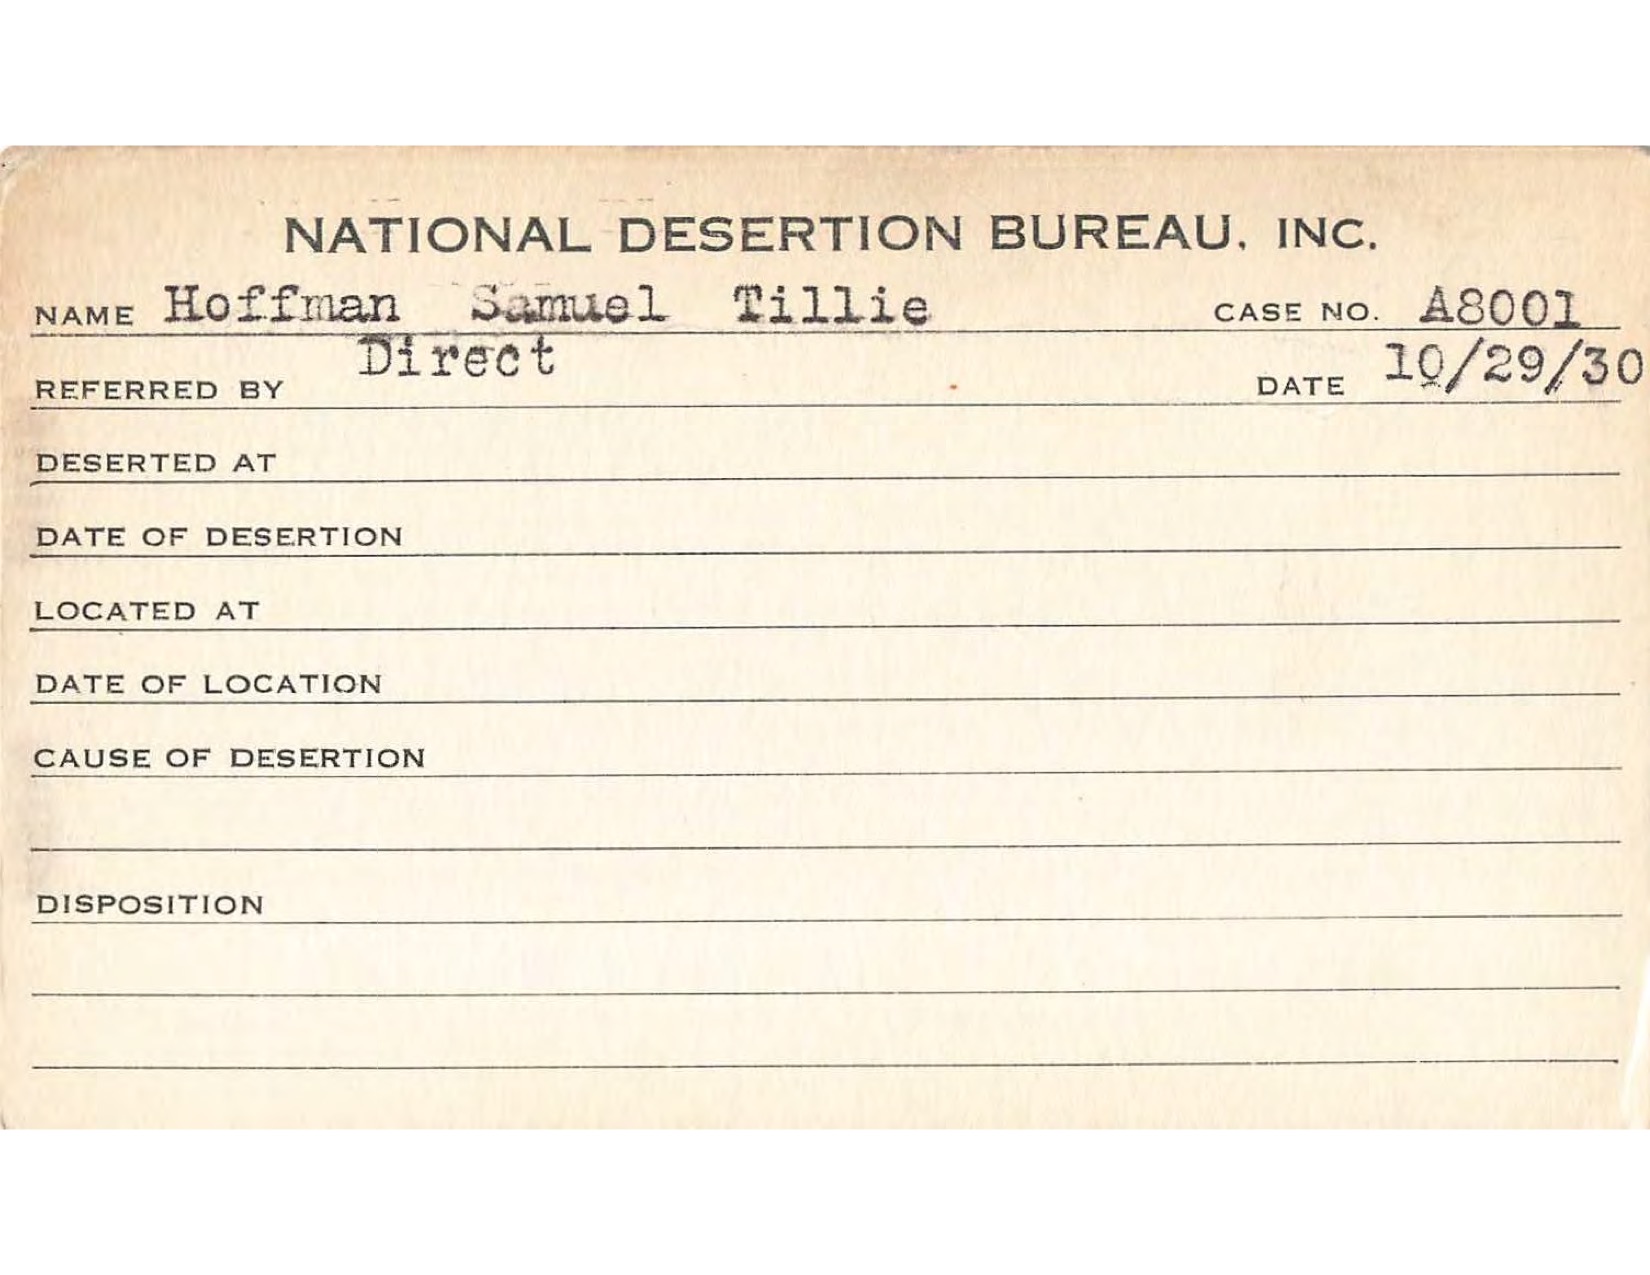 NATIONAL DESERTION BUREAU, INC.
NAME Hoffman Samuel Tillie CASE NO. A8001
REFERRED BY Direct DATE 10/29/30
DESERTED AT
DATE OF DESERTION
LOCATED AT
DATE OF LOCATION
CAUSE OF DESERTION
DISPOSITION